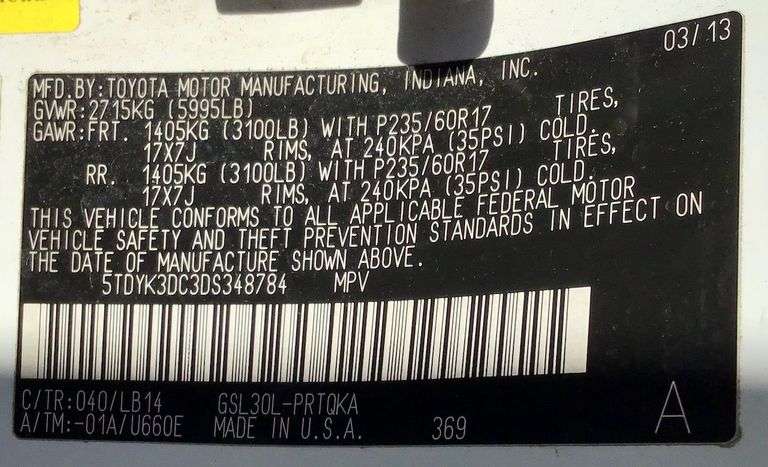 03/13
MFD.BY:TOYOTA MOTOR MANUFACTURING, INDIANA, INC.
GVWR:2715KG (5995LB)
GAWR:FRT. 1405KG (3100LB) WITH P235/60R17 TIRES,
17X7J RIMS, AT 240KPA (35PSI) COLD.
RR. 1405KG (3100LB) WITH P235/60R17 TIRES,
17X7J RIMS, AT 240KPA (35PSI) COLD.
THIS VEHICLE CONFORMS TO ALL APPLICABLE FEDERAL MOTOR
VEHICLE SAFETY AND THEFT PREVENTION STANDARDS IN EFFECT ON
THE DATE OF MANUFACTURE SHOWN ABOVE.
5TDYK3DC3DS348784 MPV
C/TR:040/LB14 GSL30L-PRTQKA
A/TM:-01A/U660E MADE IN U.S.A. 369 A